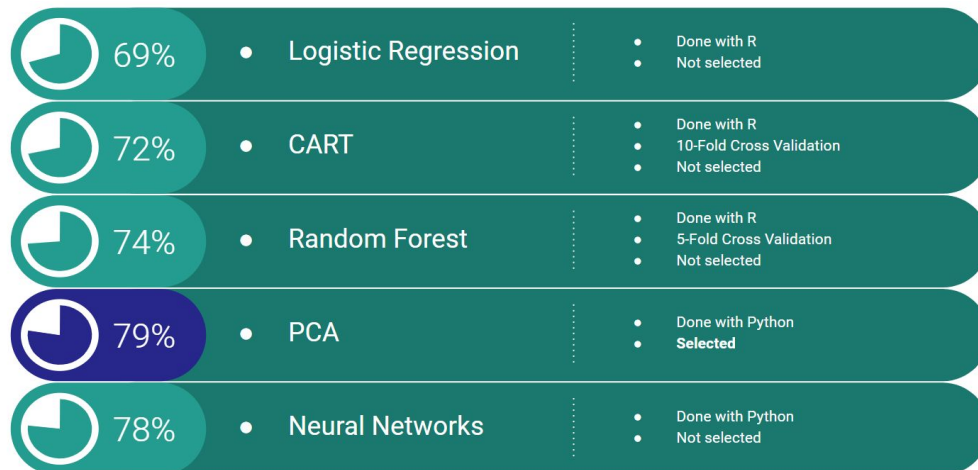 69%
Logistic Regression
Done with R
Not selected
72%
CART
Done with R
10-Fold Cross Validation
Not selected
74%
Random Forest
Done with R
5-Fold Cross Validation
Not selected
79%
PCA
Done with Python
Selected
78%
Neural Networks
Done with Python
Not selected